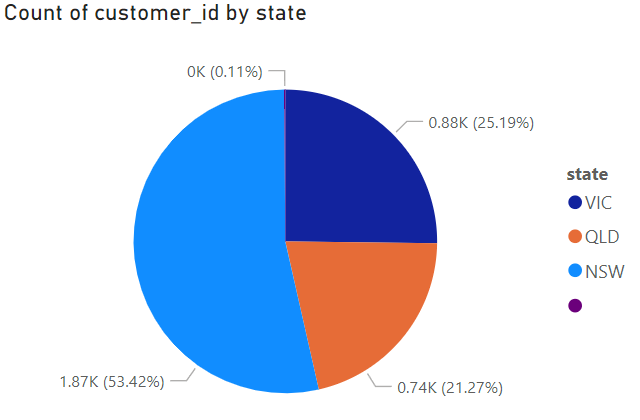 Count of customer_id by state
0K (0.11%)
0.88K (25.19%)
state
VIC
QLD
NSW
1.87K (53.42%)
0.74K (21.27%)